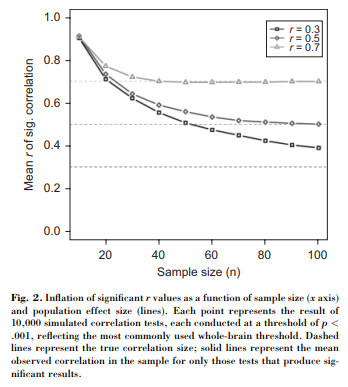 1.0
0.8
0.6
0.4
0.2
0.0
Mean r of sig. correlation
r = 0.3
r = 0.5
r = 0.7
20 40 60 80 100
Sample size (n)
Fig. 2. Inflation of significant r values as a function of sample size (x axis)
and population effect size (lines). Each point represents the result of
10,000 simulated correlation tests, each conducted at a threshold of p <
.001, reflecting the most commonly used whole-brain threshold. Dashed
lines represent the true correlation size; solid lines represent the mean
observed correlation in the sample for only those tests that produce sig-
nificant results.